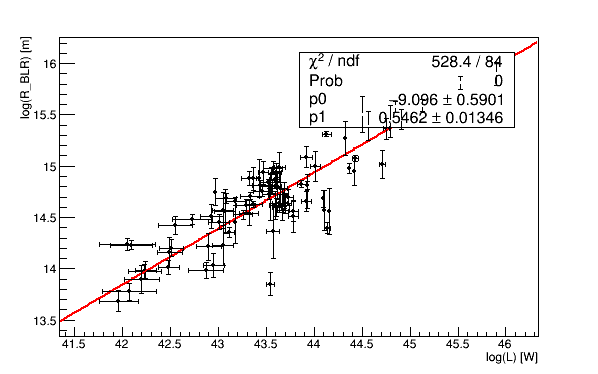 log(R_BLR) [m]
16
15.5
15
14.5
14
13.5
χ² / ndf 528.4 / 84
Prob 0
p0 -9.096 ± 0.5901
p1 0.5462 ± 0.01346
41.5 42 42.5 43 43.5 44 44.5 45 45.5 46
log(L) [W]